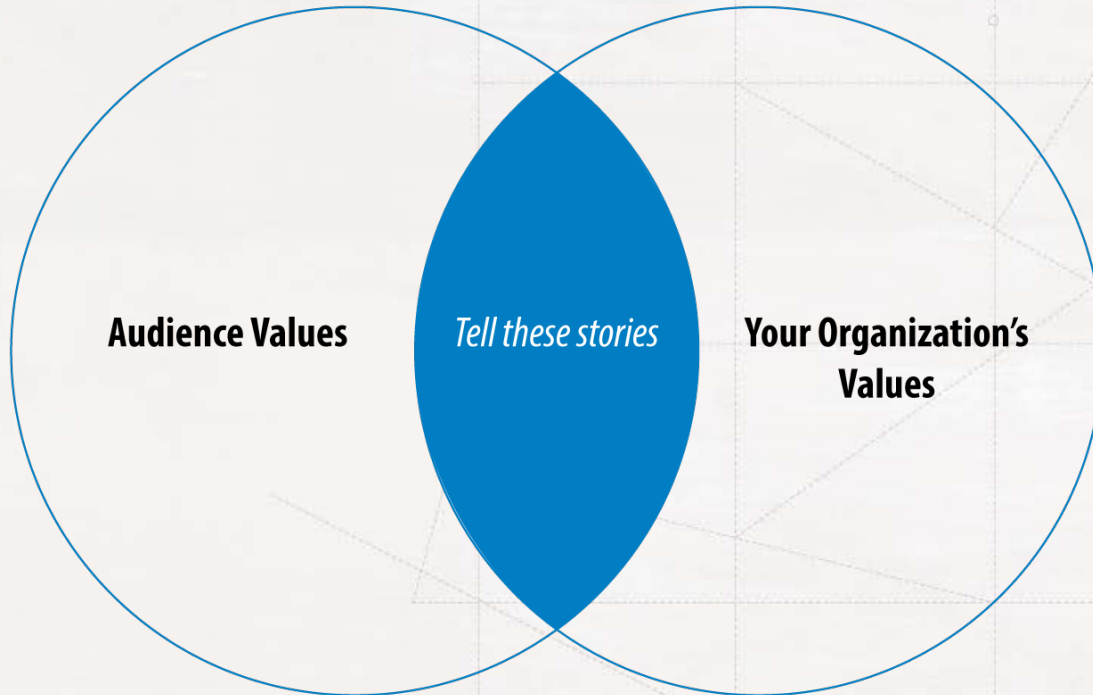 Audience Values
Tell these stories
Your Organization's
Values